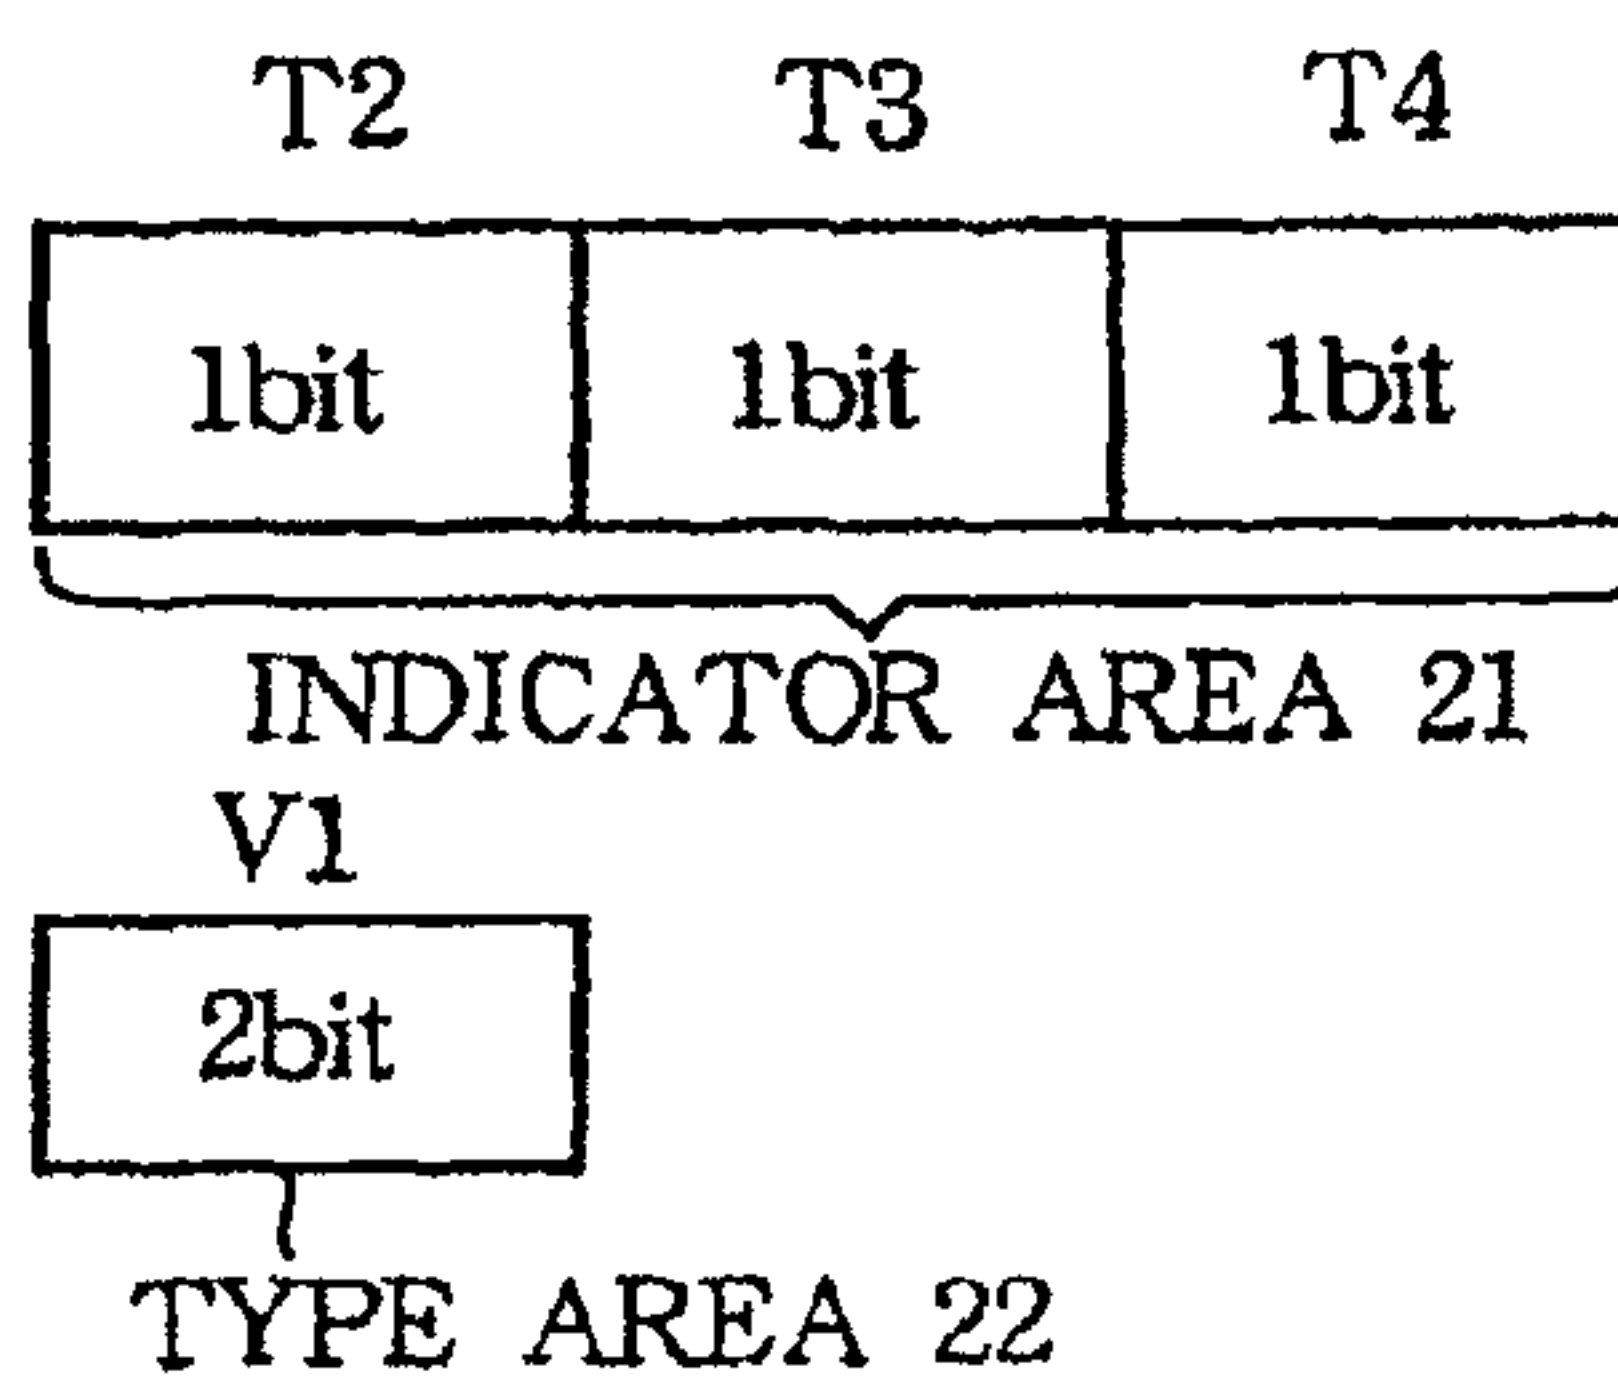 T2 T3 T4
1bit 1bit 1bit
INDICATOR AREA 21
V1
2bit
TYPE AREA 22